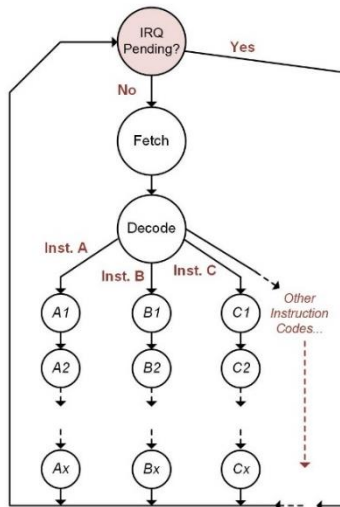 IRQ
Pending?
Yes
No
Fetch
Decode
Inst. A
Inst. B
Inst. C
A1
B1
C1
Other
Instruction
Codes...
A2
B2
C2
Ax
Bx
Cx